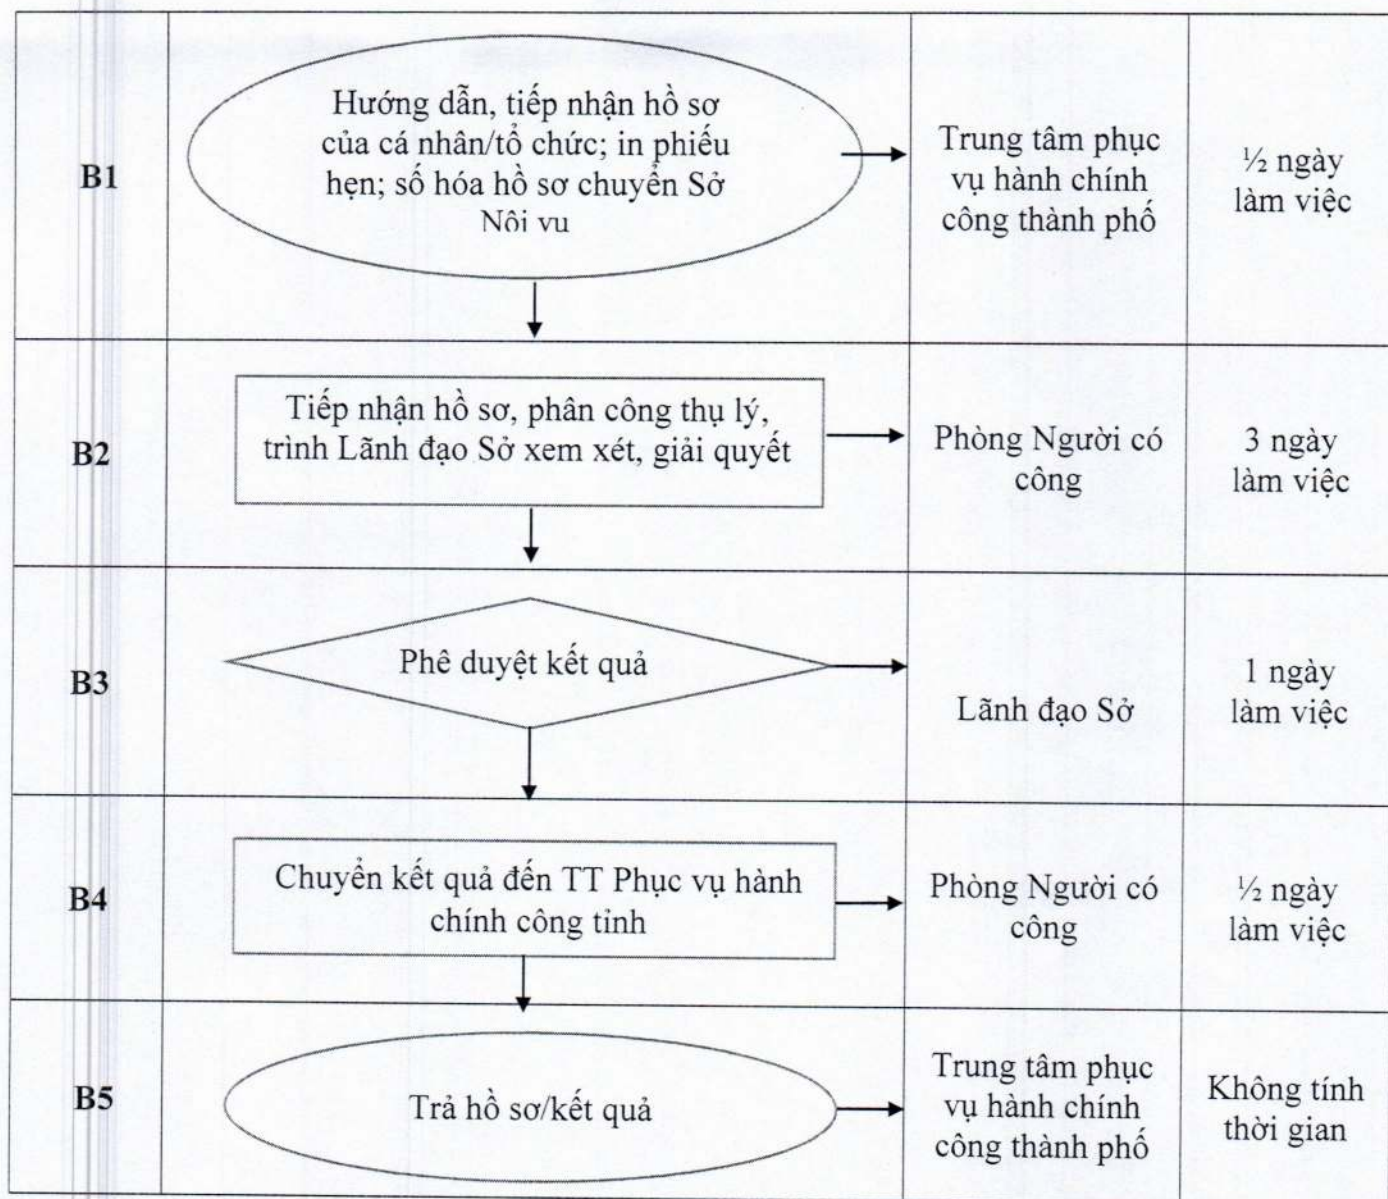 B1
Hướng dẫn, tiếp nhận hồ sơ
của cá nhân/tổ chức; in phiếu
hẹn; số hóa hồ sơ chuyển Sở
Nôi vu
Trung tâm phục
vụ hành chính
công thành phố
½ ngày
làm việc
B2
Tiếp nhận hồ sơ, phân công thụ lý,
trình Lãnh đạo Sở xem xét, giải quyết
Phòng Người có
công
3 ngày
làm việc
B3
Phê duyệt kết quả
Lãnh đạo Sở
1 ngày
làm việc
B4
Chuyển kết quả đến TT Phục vụ hành
chính công tỉnh
Phòng Người có
công
½ ngày
làm việc
B5
Trả hồ sơ/kết quả
Trung tâm phục
vụ hành chính
công thành phố
Không tính
thời gian